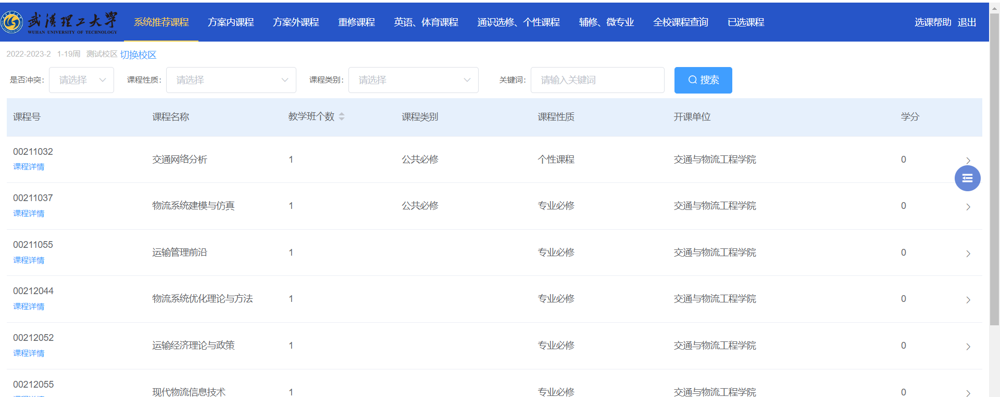 武汉理工大学
WUHAN UNIVERSITY OF TECHNOLOGY
系统推荐课程 方案内课程 方案外课程 重修课程 英语、体育课程 通识选修、个性课程 辅修、微专业 全校课程查询 已选课程 选课帮助 退出
2022-2023-2 1-19周 测试校区 切换校区
是否冲突： 请选择 课程性质： 请选择 课程类别： 请选择 关键词： 请输入关键词 搜索
课程号 课程名称 教学班个数 课程类别 课程性质 开课单位 学分
00211032 交通网络分析 1 公共必修 个性课程 交通与物流工程学院 0
课程详情
00211037 物流系统建模与仿真 1 公共必修 专业必修 交通与物流工程学院 0
课程详情
00211055 运输管理前沿 1 专业必修 交通与物流工程学院 0
课程详情
00212044 物流系统优化理论与方法 1 专业必修 交通与物流工程学院 0
课程详情
00212052 运输经济理论与政策 1 专业必修 交通与物流工程学院 0
课程详情
00212055 现代物流信息技术 1 专业必修 交通与物流工程学院 0